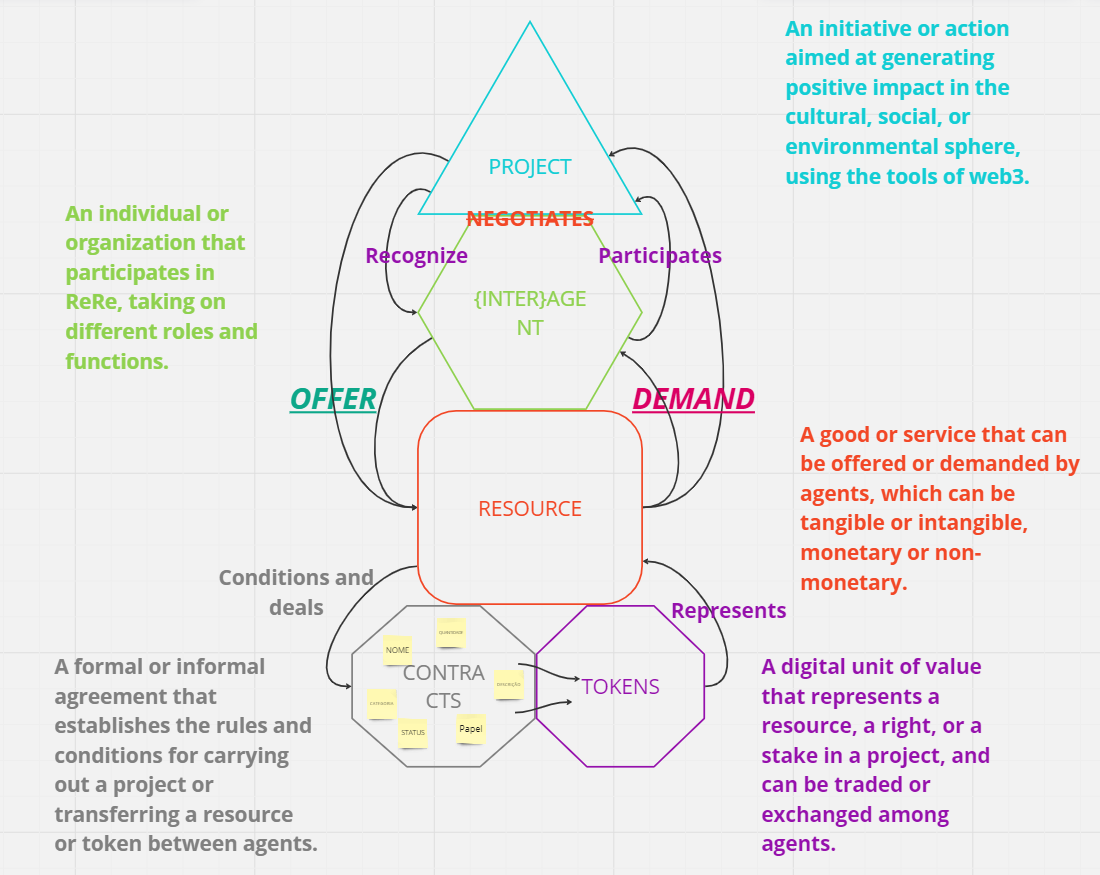 An initiative or action
aimed at generating
positive impact in the
cultural, social, or
environmental sphere,
using the tools of web3.
PROJECT
NEGOTIATES
An individual or
organization that
participates in
ReRe, taking on
different roles and
functions.
Recognize
Participates
{INTER}AGE
NT
OFFER
DEMAND
A good or service that can
be offered or demanded by
agents, which can be
tangible or intangible,
monetary or non-
monetary.
RESOURCE
Conditions and
deals
Represents
A formal or informal
agreement that
establishes the rules and
conditions for carrying
out a project or
transferring a resource
or token between agents.
QUANTIDADE
NOME
CONTRA
CTS
DESCRIÇÃO
CATEGORIA
STATUS
Papel
TOKENS
A digital unit of value
that represents a
resource, a right, or a
stake in a project, and
can be traded or
exchanged among
agents.